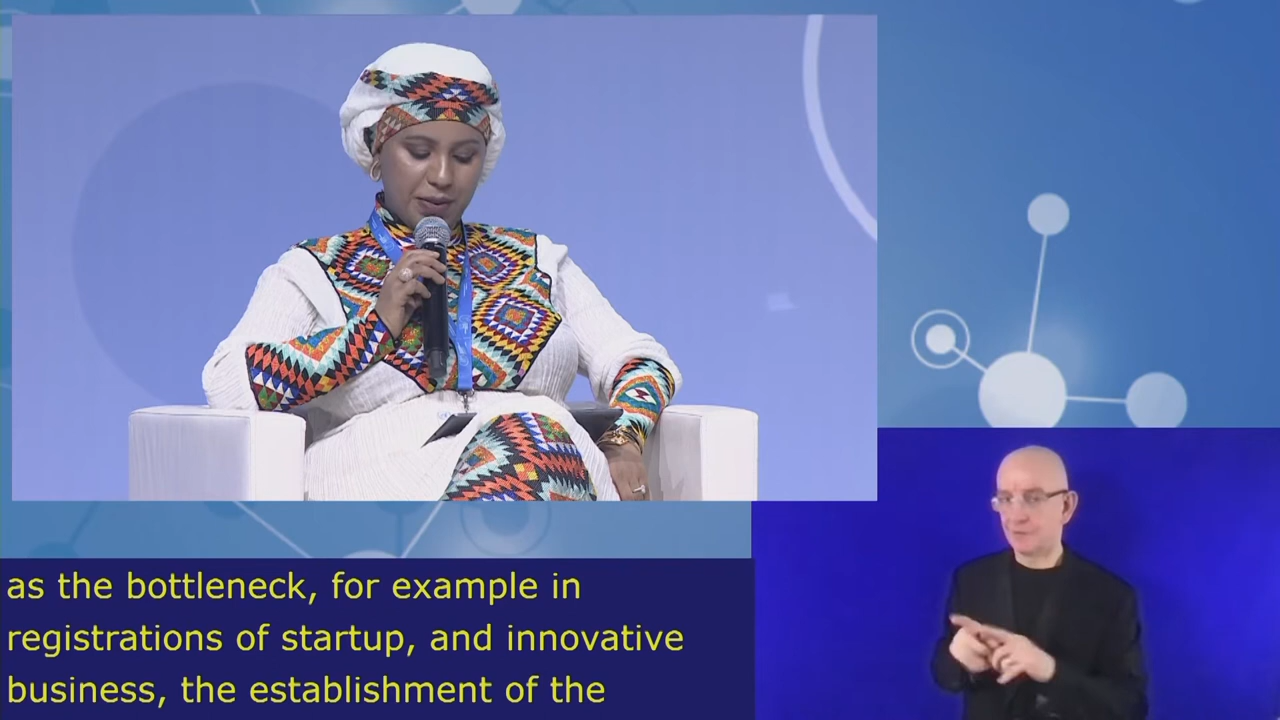 as the bottleneck, for example in
registrations of startup, and innovative
business, the establishment of the